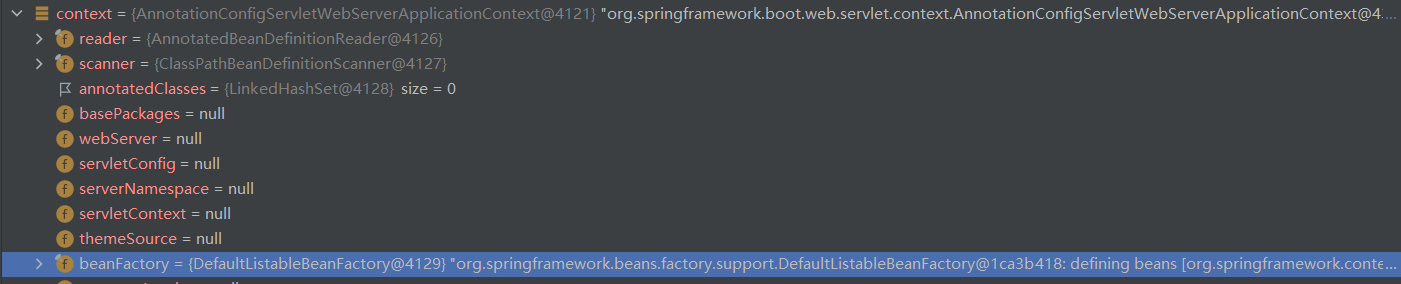 context = {AnnotationConfigServletWebServerApplicationContext@4121} "org.springframework.boot.web.servlet.context.AnnotationConfigServletWebServerApplicationContext@4...
reader = {AnnotatedBeanDefinitionReader@4126}
scanner = {ClassPathBeanDefinitionScanner@4127}
annotatedClasses = {LinkedHashSet@4128} size = 0
basePackages = null
webServer = null
servletConfig = null
serverNamespace = null
servletContext = null
themeSource = null
beanFactory = {DefaultListableBeanFactory@4129} "org.springframework.beans.factory.support.DefaultListableBeanFactory@1ca3b418: defining beans [org.springframework.conte...